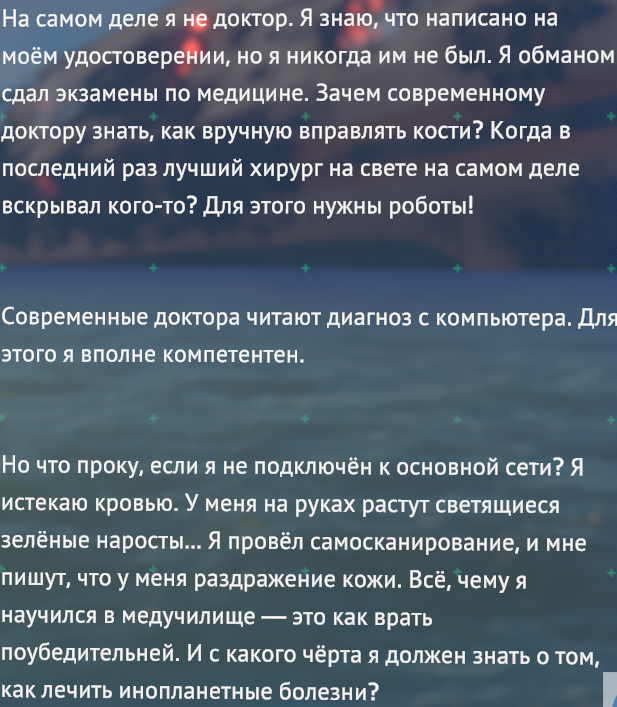 На самом деле я не доктор. Я знаю, что написано на
моём удостоверении, но я никогда им не был. Я обманом
сдал экзамены по медицине. Зачем современному
доктору знать, как вручную вправлять кости? Когда в
последний раз лучший хирург на свете на самом деле
вскрывал кого-то? Для этого нужны роботы!
Современные доктора читают диагноз с компьютера. Для
этого я вполне компетентен.
Но что проку, если я не подключён к основной сети? Я
истекаю кровью. У меня на руках растут светящиеся
зелёные наросты... Я провёл самосканирование, и мне
пишут, что у меня раздражение кожи. Всё, чему я
научился в медучилище — это как врать
поубедительней. И с какого чёрта я должен знать о том,
как лечить инопланетные болезни?